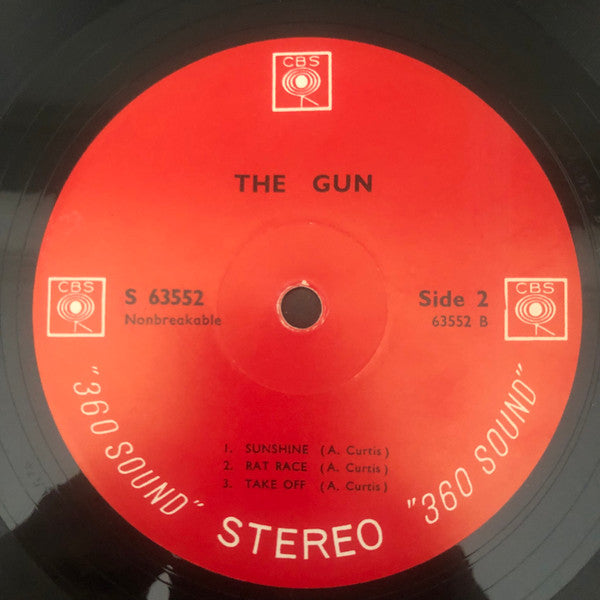 CBS
THE GUN
CBS
S 63552
Nonbreakable
Side 2
63552 B
CBS
1. SUNSHINE (A. Curtis)
2. RAT RACE (A. Curtis)
3. TAKE OFF (A. Curtis)
"360 SOUND"
STEREO
"360 SOUND"